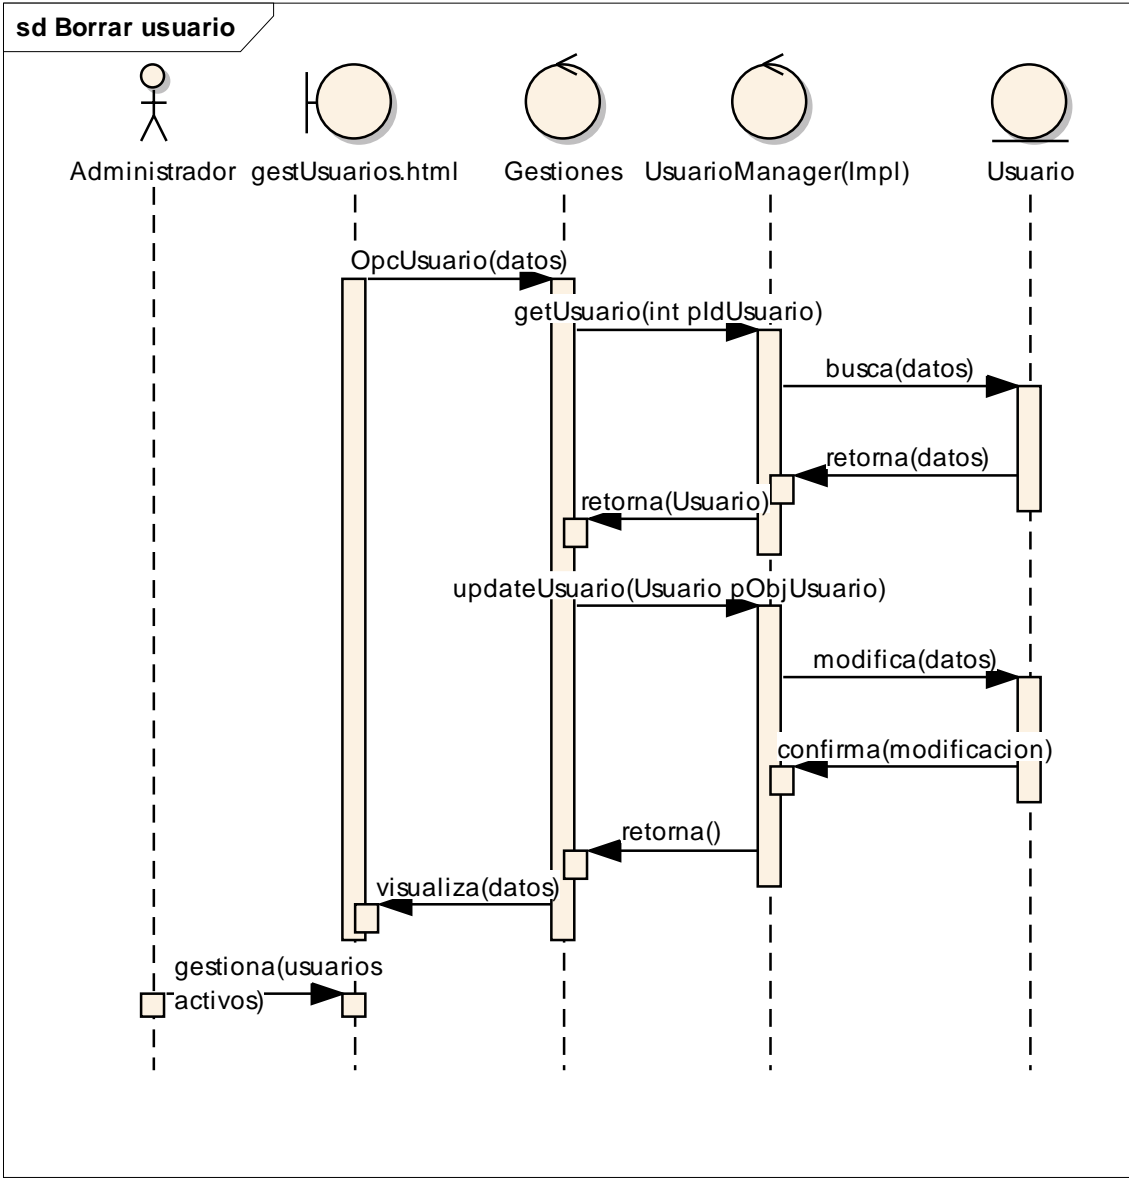 sd Borrar usuario
Administrador
gestUsuarios.html
Gestiones
UsuarioManager(Impl)
Usuario
OpcUsuario(datos)
getUsuario(int pIdUsuario)
busca(datos)
retorna(datos)
retorna(Usuario)
updateUsuario(Usuario pObjUsuario)
modifica(datos)
confirma(modificacion)
retorna()
visualiza(datos)
gestiona(usuarios
activos)